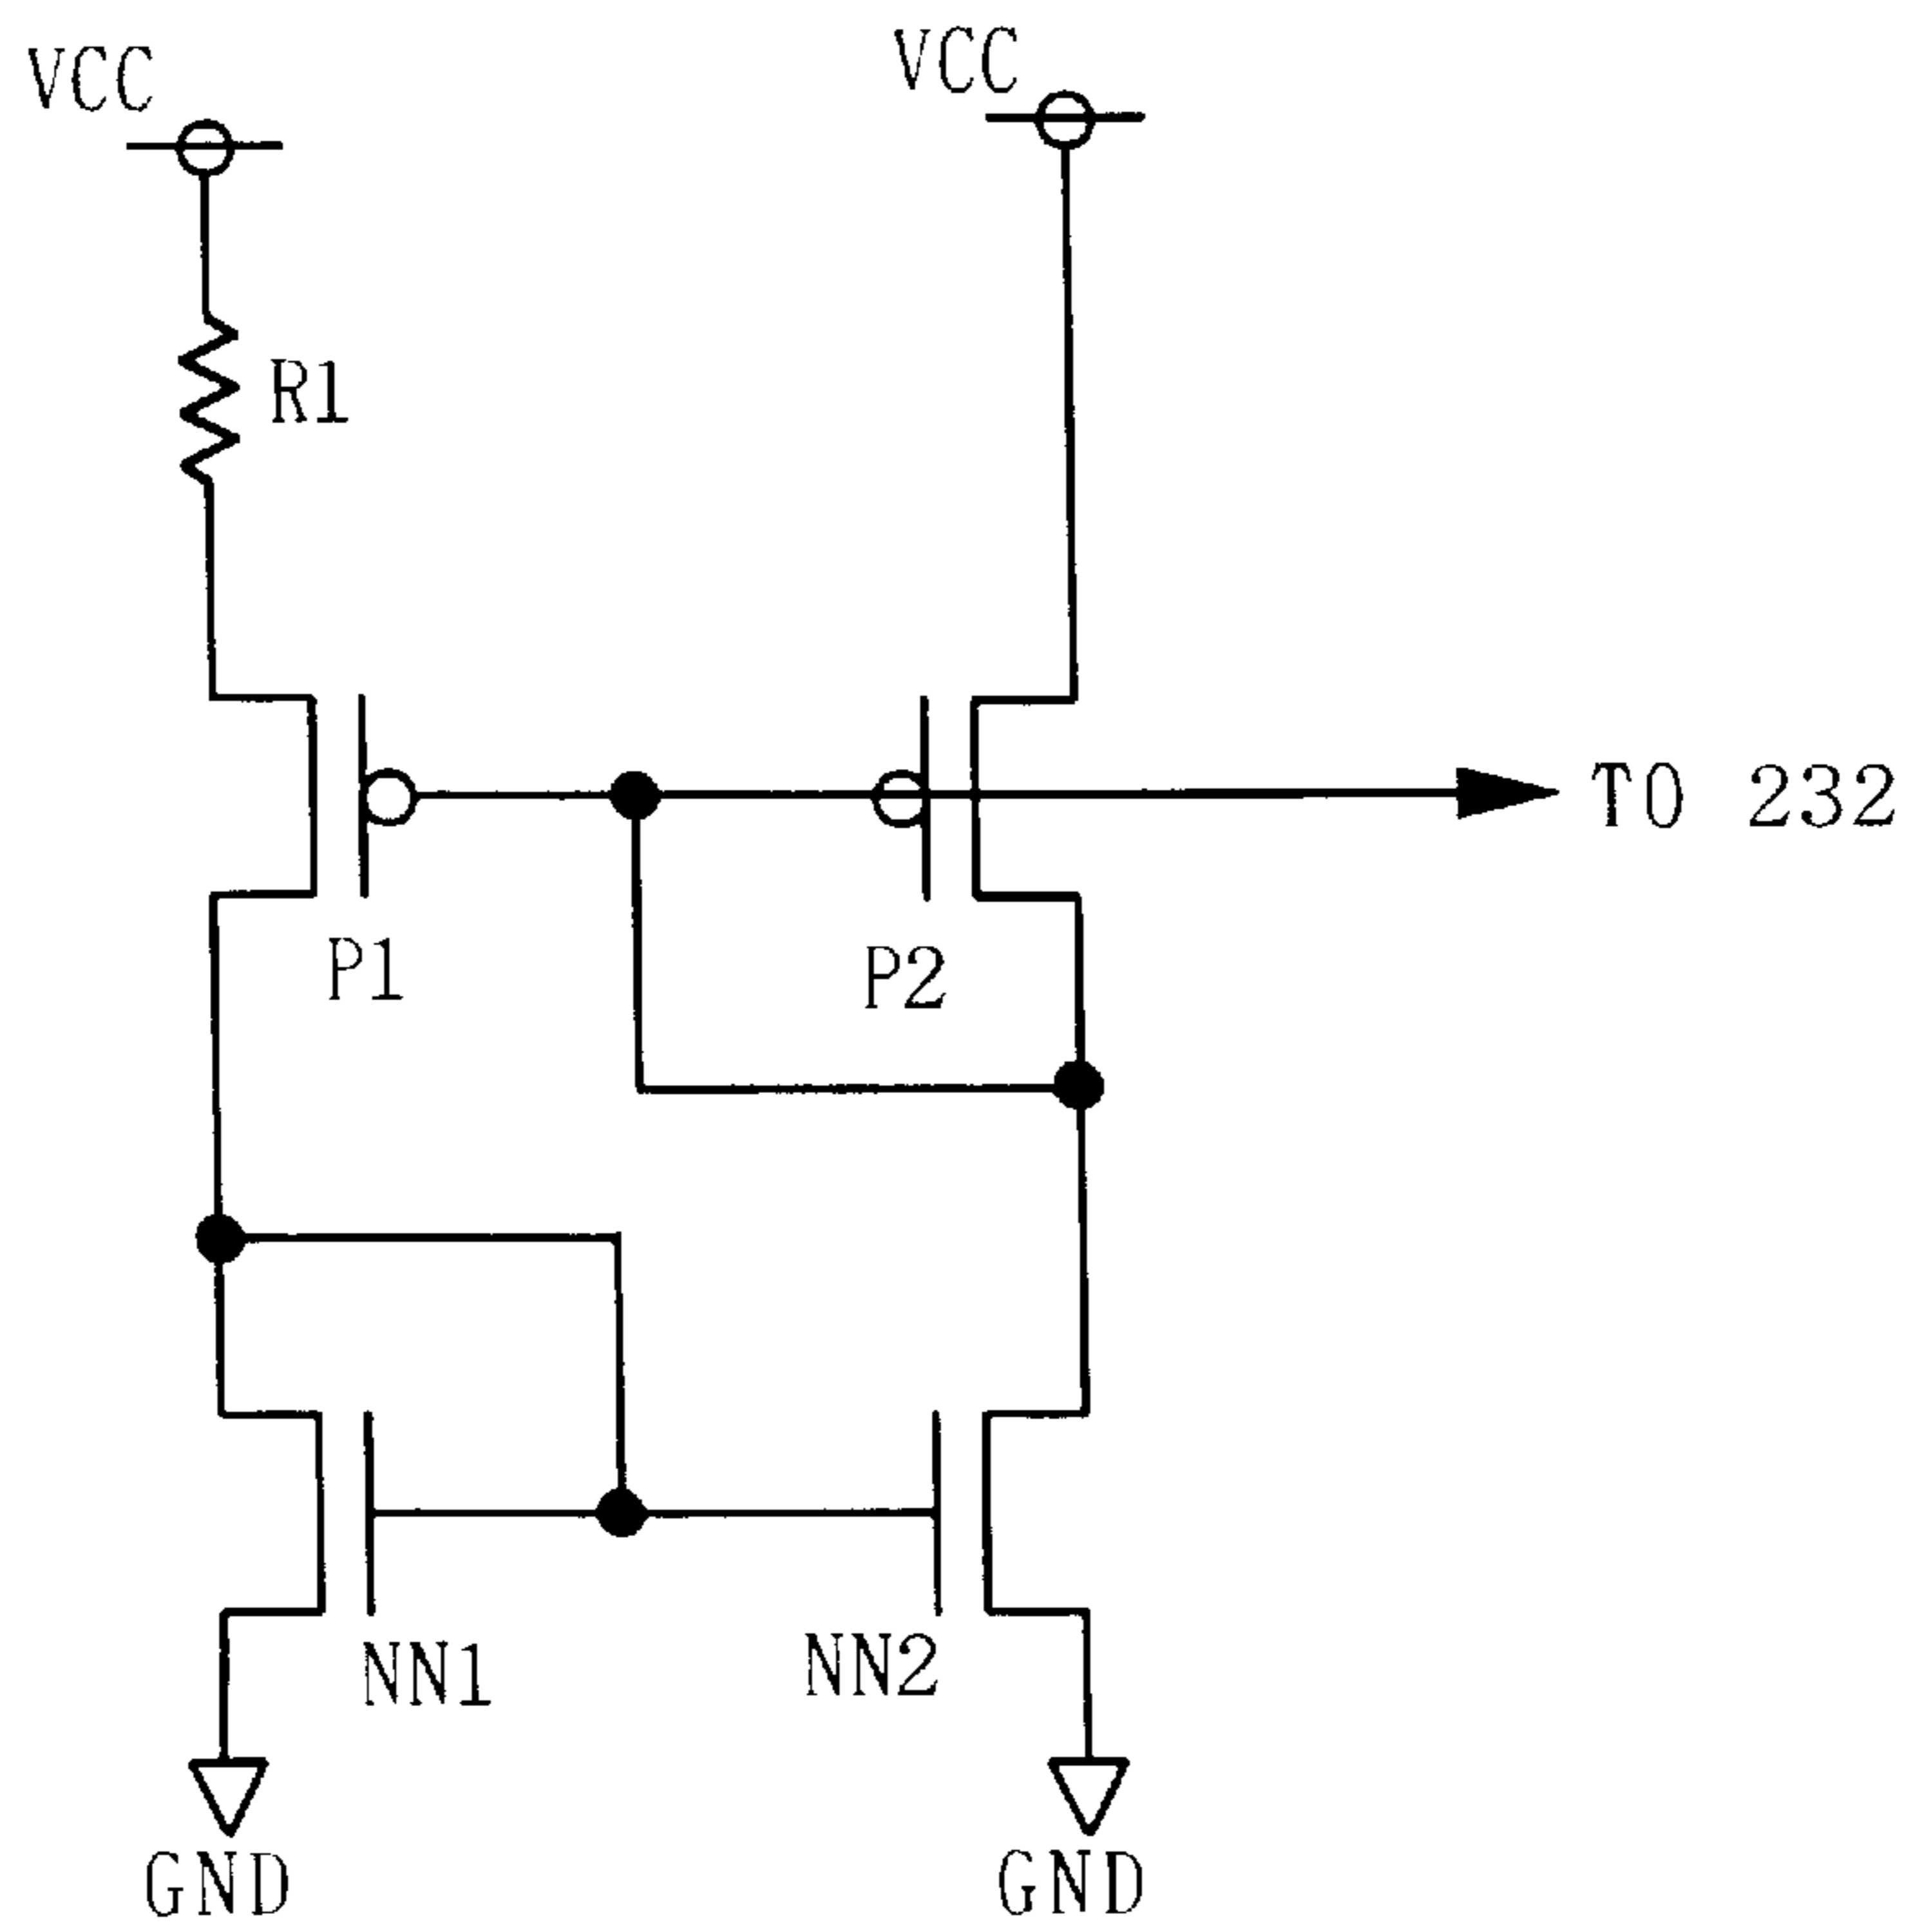 VCC
VCC
R1
TO 232
P1
P2
NN1
NN2
GND
GND